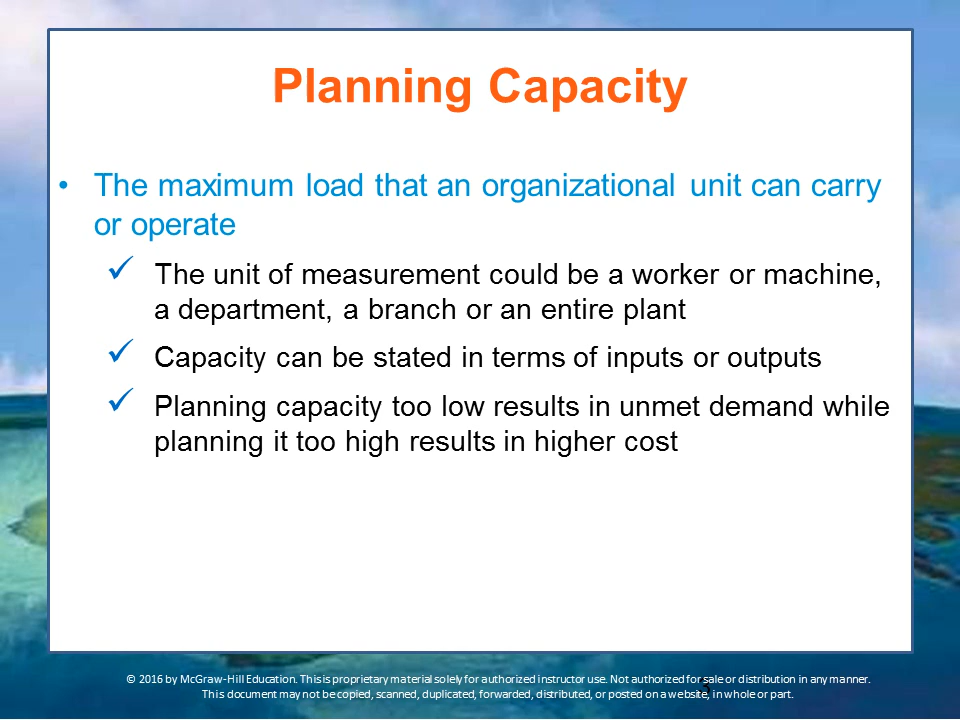 Planning Capacity
• The maximum load that an organizational unit can carry
or operate
✓ The unit of measurement could be a worker or machine,
a department, a branch or an entire plant
✓ Capacity can be stated in terms of inputs or outputs
✓ Planning capacity too low results in unmet demand while
planning it too high results in higher cost
© 2016 by McGraw-Hill Education. This is proprietary material solely for authorized instructor use. Not authorized for sale or distribution in any manner.
This document may not be copied, scanned, duplicated, forwarded, distributed, or posted on a website, in whole or part.